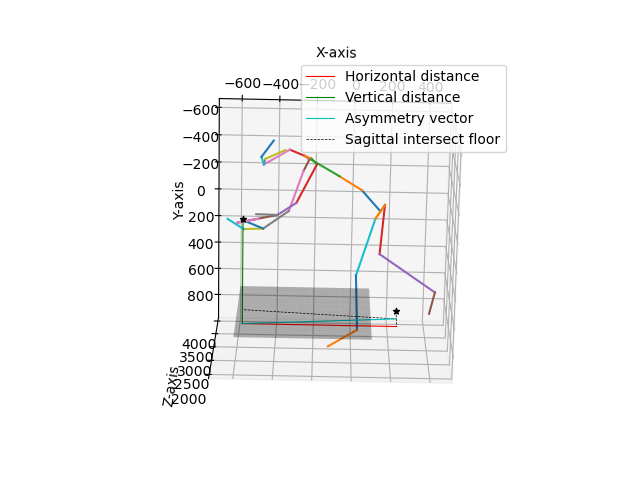 X-axis
−600 −400 −200 0 200 400
Horizontal distance
Vertical distance
Asymmetry vector
Sagittal intersect floor
Y-axis
−600
−400
−200
0
200
400
600
800
Z-axis
4000
3500
3000
2500
2000